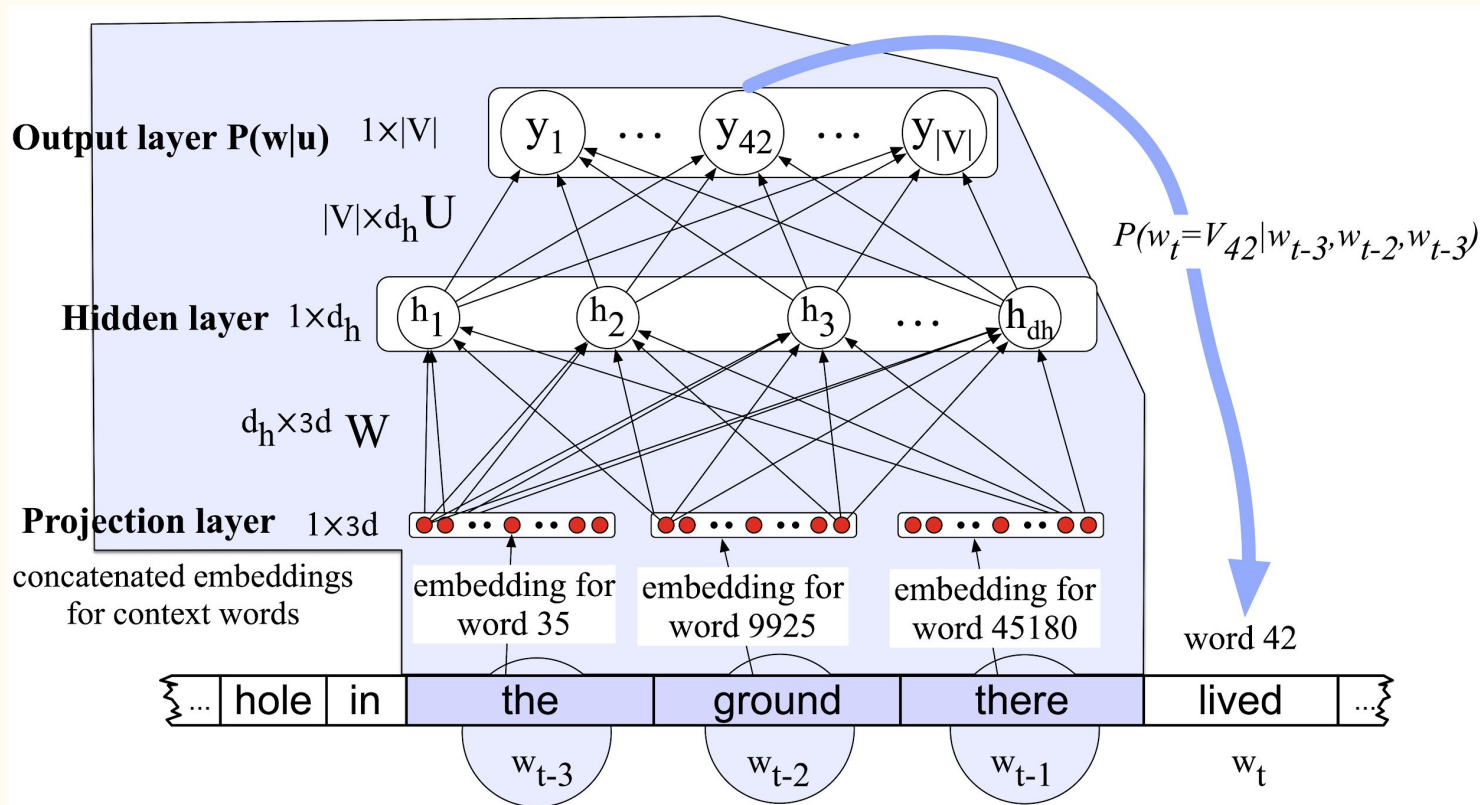 Output layer P(w|u) 1×|V|
y1 ... y42 ... y|V|
|V|×dh U
P(wt=V42|wt-3,wt-2,wt-3)
Hidden layer 1×dh
h1 h2 h3 ... hdh
dh×3d W
Projection layer 1×3d
concatenated embeddings
for context words
embedding for
word 35
embedding for
word 9925
embedding for
word 45180
word 42
... hole in the ground there lived ...
wt-3 wt-2 wt-1 wt